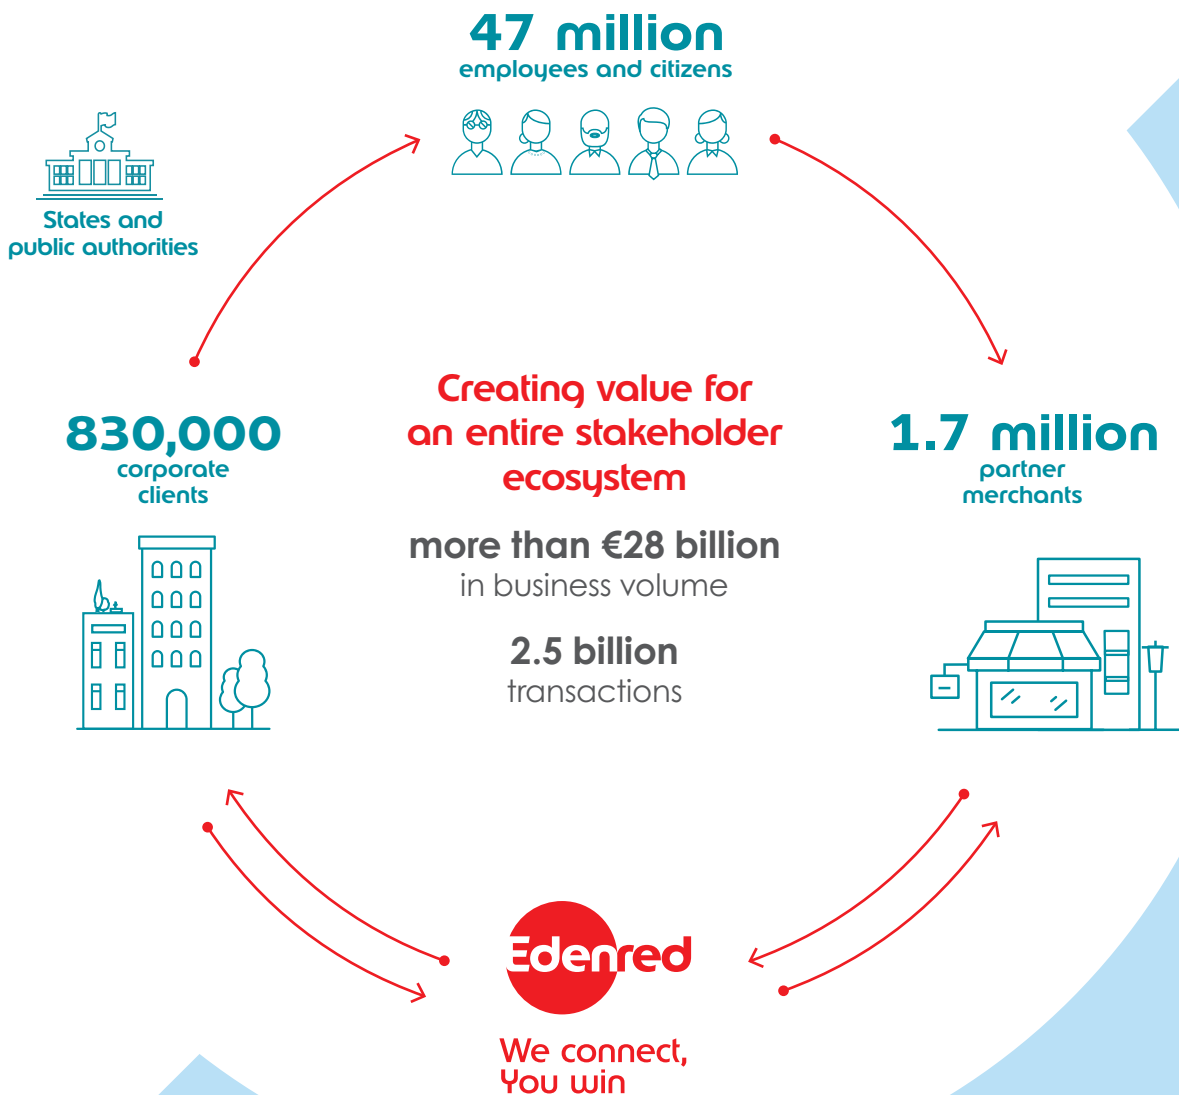 47 million
employees and citizens
States and
public authorities
830,000
corporate
clients
Creating value for
an entire stakeholder
ecosystem
more than €28 billion
in business volume
2.5 billion
transactions
1.7 million
partner
merchants
Edenred
We connect,
You win